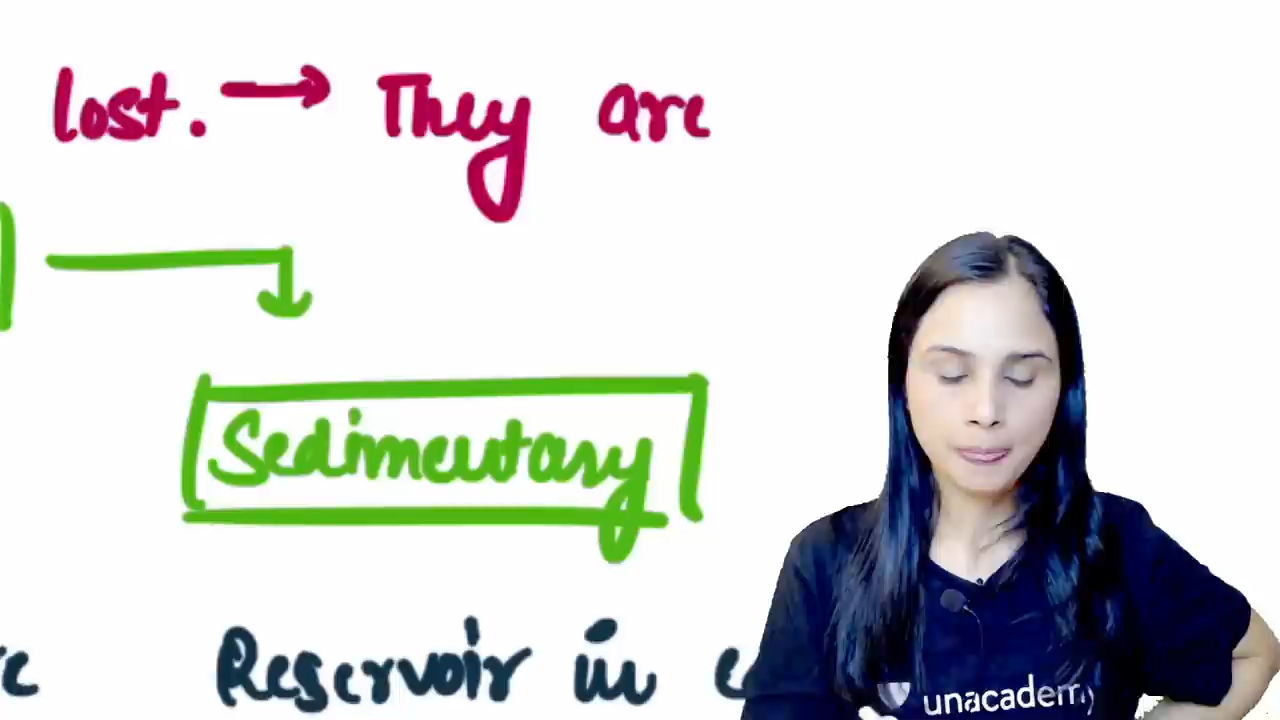 lost. → They are
Sedimentary
Reservoir in
unacademy